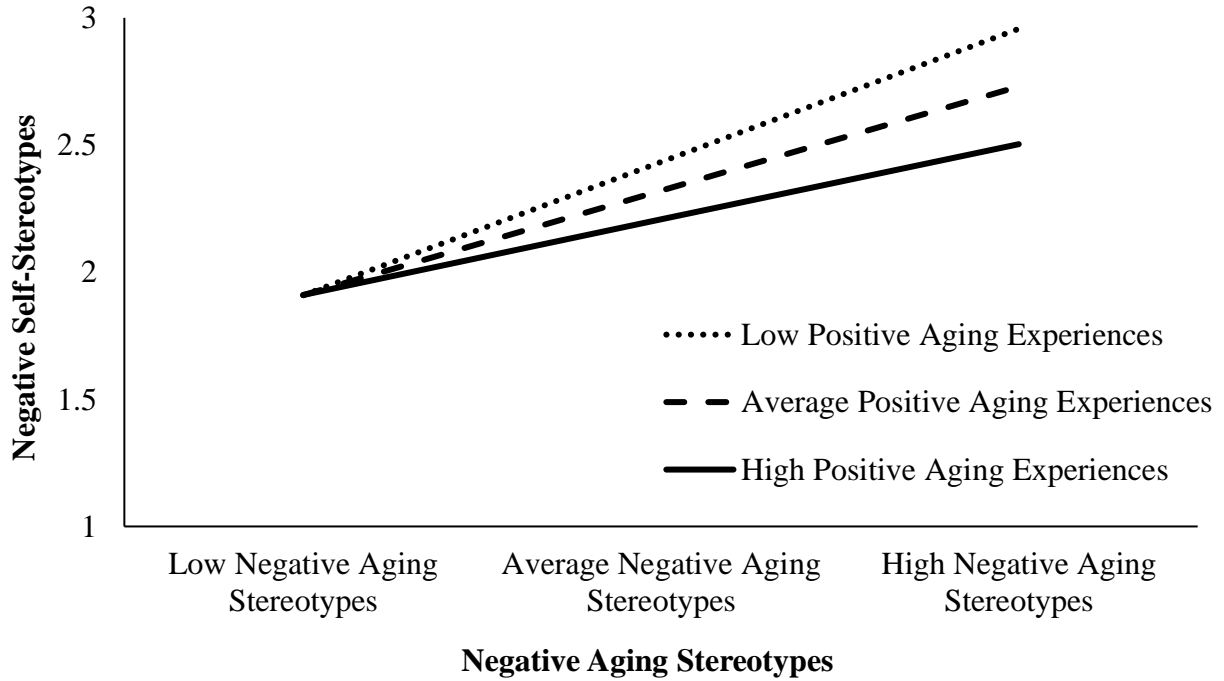 3
2.5
2
1.5
1
Negative Self-Stereotypes
Low Positive Aging Experiences
Average Positive Aging Experiences
High Positive Aging Experiences
Low Negative Aging
Stereotypes
Average Negative Aging
Stereotypes
High Negative Aging
Stereotypes
Negative Aging Stereotypes